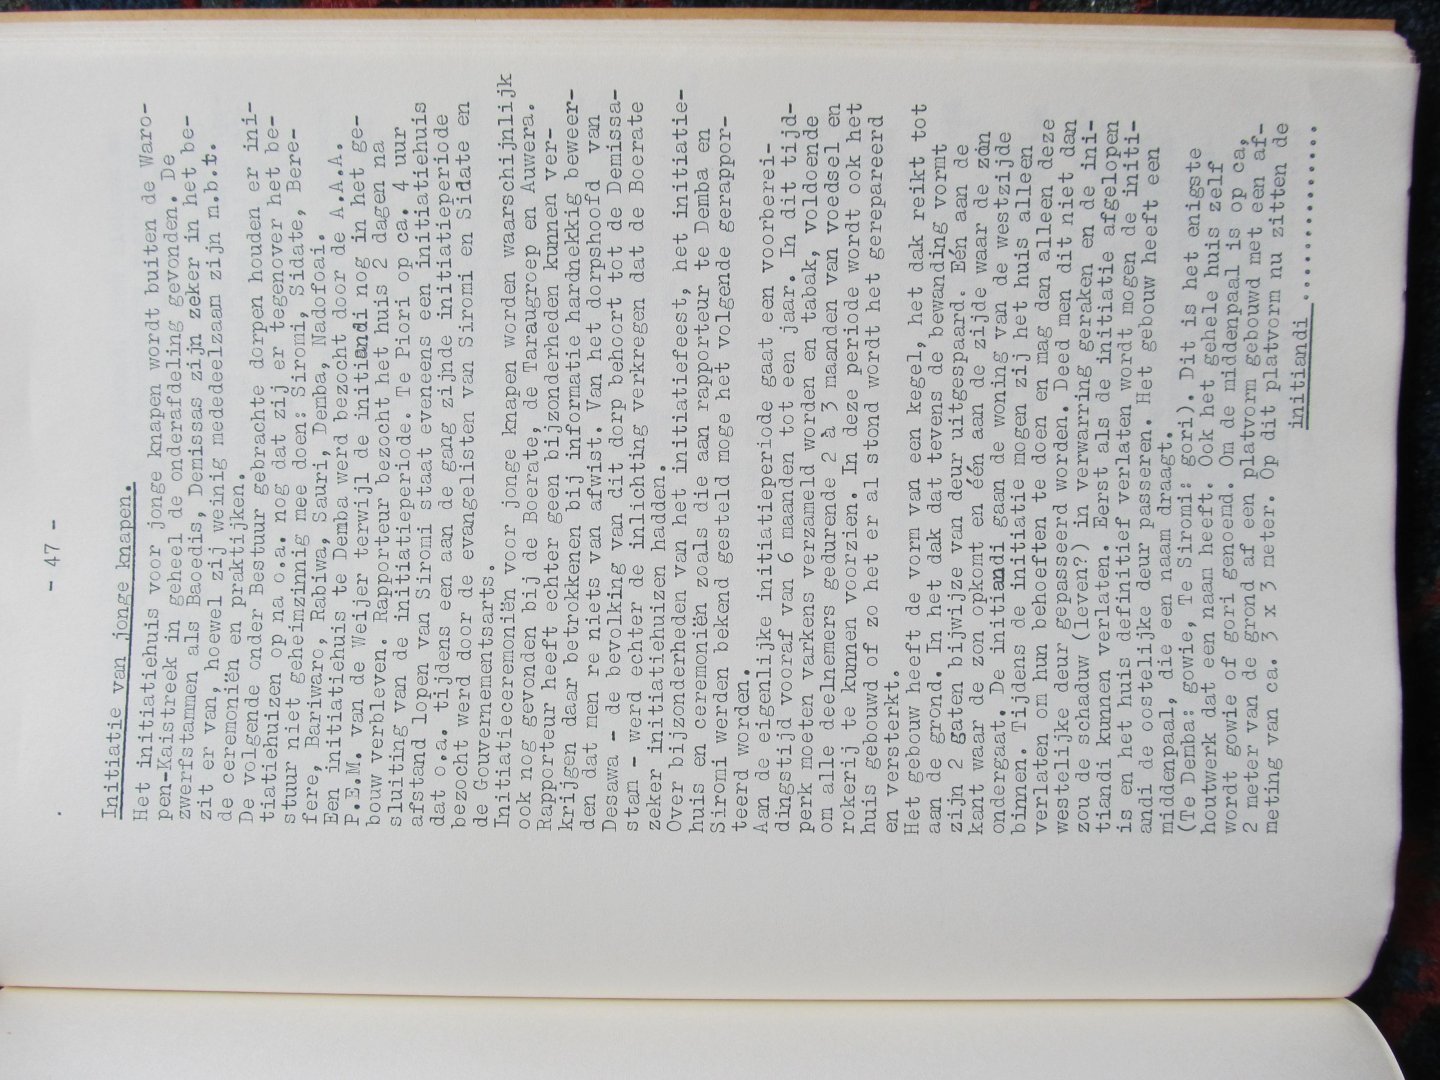 - 47 -
Initiatie van jonge knapen.
Het initiatiehuis voor jonge knapen wordt buiten de Waro-
pen-Kaistreek in geheel de onderafdeling gevonden. De
zwerfstammen als Baoedis, Demissas zijn zeker in het be-
zit er van, hoewel zij weinig mededeelzaam zijn m.b.t.
de ceremoniën en praktijken.
De volgende onder Bestuur gebrachte dorpen houden er ini-
tiatiehuizen op na o.a. nog dat zij er tegenover het be-
stuur niet geheimzinnig mee doen: Siromi, Sidate, Bere-
fere, Bariwaro, Rabiwa, Sauri, Demba, Nadofoai.
Een initiatiehuis te Demba werd bezocht door de A.A.A.
P.E.M. van de Weijer terwijl de initiandi nog in het ge-
bouw verbleven. Rapporteur bezocht het huis 2 dagen na
sluiting van de initiatieperiode. Te Piori op ca. 4 uur
afstand lopen van Siromi staat eveneens een initiatiehuis
dat o.a. tijdens een aan de gang zijnde initiatieperiode
bezocht werd door de evangelisten van Siromi en Sidate en
de Gouvernementsarts.
Initiatieceremoniën voor jonge knapen worden waarschijnlijk
ook nog gevonden bij de Boerate, de Taraugroep en Auwera.
Rapporteur heeft echter geen bijzonderheden kunnen ver-
krijgen daar betrokkenen bij informatie hardnekkig beweer-
den dat men re niets van afwist. Van het dorpshoofd van
Desawa - de bevolking van dit dorp behoort tot de Demissa-
stam - werd echter de inlichting verkregen dat de Boerate
zeker initiatiehuizen hadden.
Over bijzonderheden van het initiatiefeest, het initiatie-
huis en ceremoniën zoals die aan rapporteur te Demba en
Siromi werden bekend gesteld moge het volgende gerappor-
teerd worden.
Aan de eigenlijke initiatieperiode gaat een voorberei-
dingstijd vooraf van 6 maanden tot een jaar. In dit tijd-
perk moeten varkens verzameld worden en tabak, voldoende
om alle deelnemers gedurende 2 à 3 maanden van voedsel en
rokerij te kunnen voorzien. In deze periode wordt ook het
huis gebouwd of zo het er al stond wordt het gerepareerd
en versterkt.
Het gebouw heeft de vorm van een kegel, het dak reikt tot
aan de grond. In het dak dat tevens de bewanding vormt
zijn 2 gaten bijwijze van deur uitgespaard. Eén aan de
kant waar de zon opkomt en één aan de zijde waar de zòn
ondergaat. De initiandi gaan de woning van de westzijde
binnen. Tijdens de initiatie mogen zij het huis alleen
verlaten om hun behoeften te doen en mag dan alleen deze
westelijke deur gepasseerd worden. Deed men dit niet dan
zou de schaduw (leven?) in verwarring geraken en de ini-
tiandi kunnen verlaten. Eerst als de initiatie afgelopen
is en het huis definitief verlaten wordt mogen de initi-
andi de oostelijke deur passeren. Het gebouw heeft een
middenpaal, die een naam draagt.
(Te Demba: gowie, Te Siromi: gori). Dit is het enigste
houtwerk dat een naam heeft. Ook het gehele huis zelf
wordt gowie of gori genoemd. Om de middenpaal is op ca,
2 meter van de grond af een platvorm gebouwd met een af-
meting van ca. 3 x 3 meter. Op dit platvorm nu zitten de
initiandi ...............